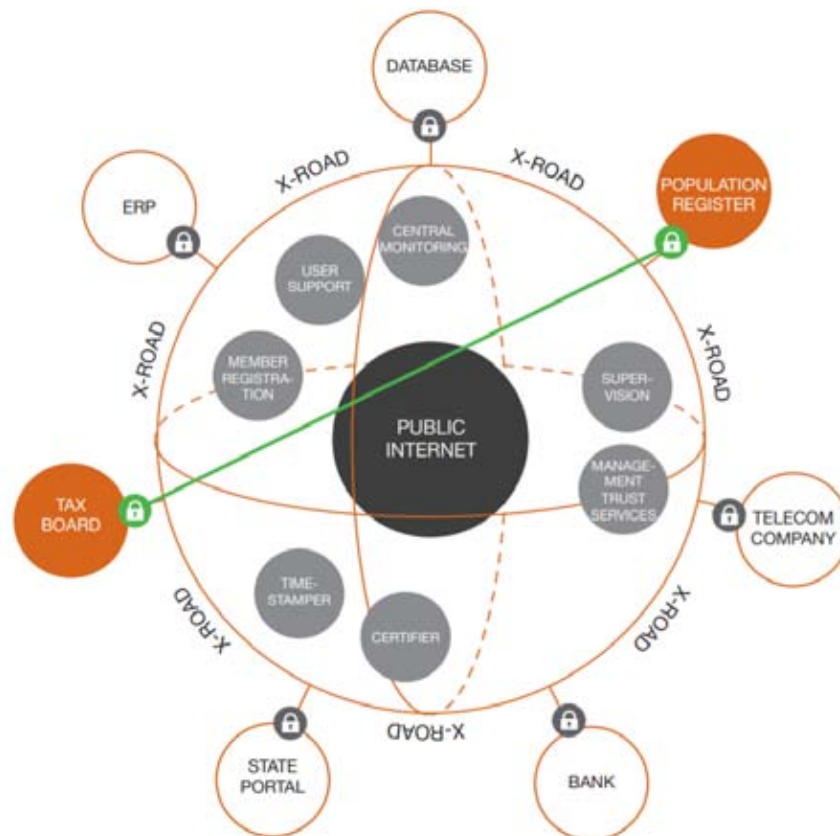 DATABASE
X-ROAD
X-ROAD
POPULATION
REGISTER
ERP
CENTRAL
MONITORING
USER
SUPPORT
X-ROAD
X-ROAD
MEMBER
REGISTRA-
TION
SUPER-
VISION
PUBLIC
INTERNET
MANAGE-
MENT
TRUST
SERVICES
TAX
BOARD
TELECOM
COMPANY
TIME-
STAMPER
X-ROAD
X-ROAD
CERTIFIER
X-ROAD
STATE
PORTAL
BANK